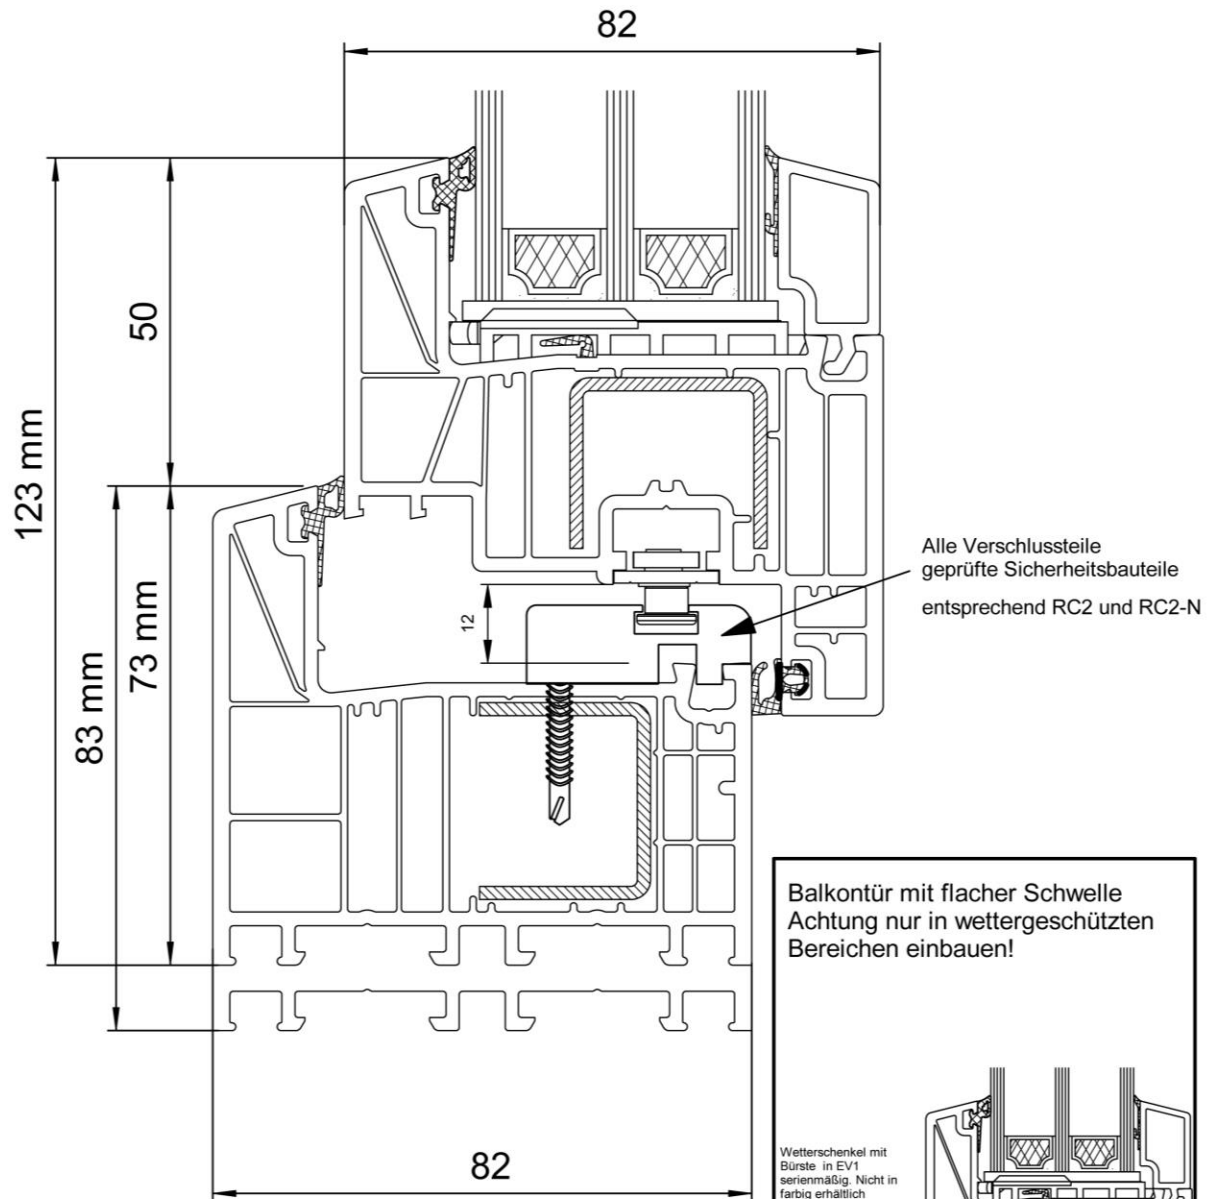 82
50
123 mm
73 mm
83 mm
12
Alle Verschlussteile
geprüfte Sicherheitsbauteile
entsprechend RC2 und RC2-N
82
Balkontür mit flacher Schwelle
Achtung nur in wettergeschützten
Bereichen einbauen!
Wetterschenkel mit
Bürste in EV1
serienmäßig. Nicht in
farbig erhältlich